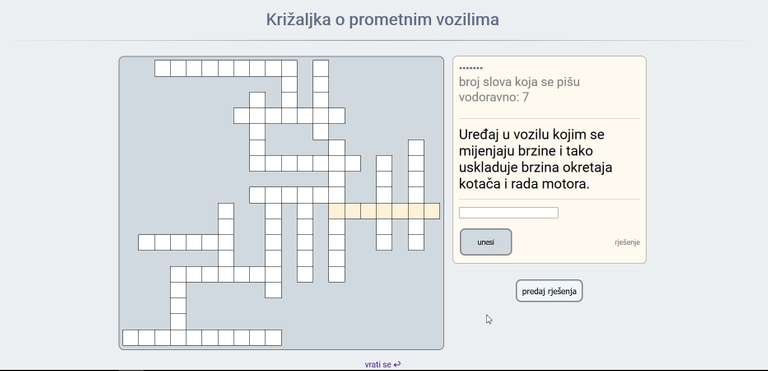 Križaljka o prometnim vozilima
broj slova koja se pišu
vodoravno: 7
Uređaj u vozilu kojim se
mijenjaju brzine i tako
uskladuje brzina okretaja
kotača i rada motora.
unesi
rješenje
predaj rješenja
vrati se ↩